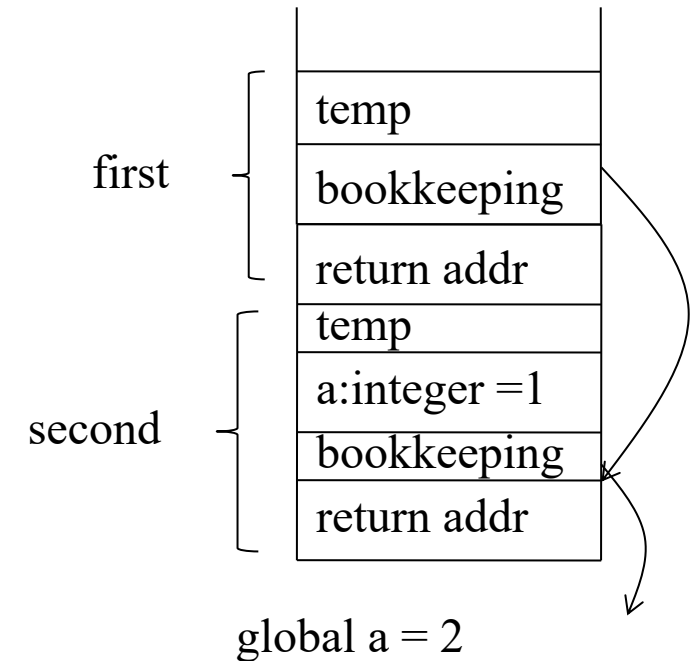 temp
first
bookkeeping
return addr
temp
a:integer =1
second
bookkeeping
return addr
global a = 2